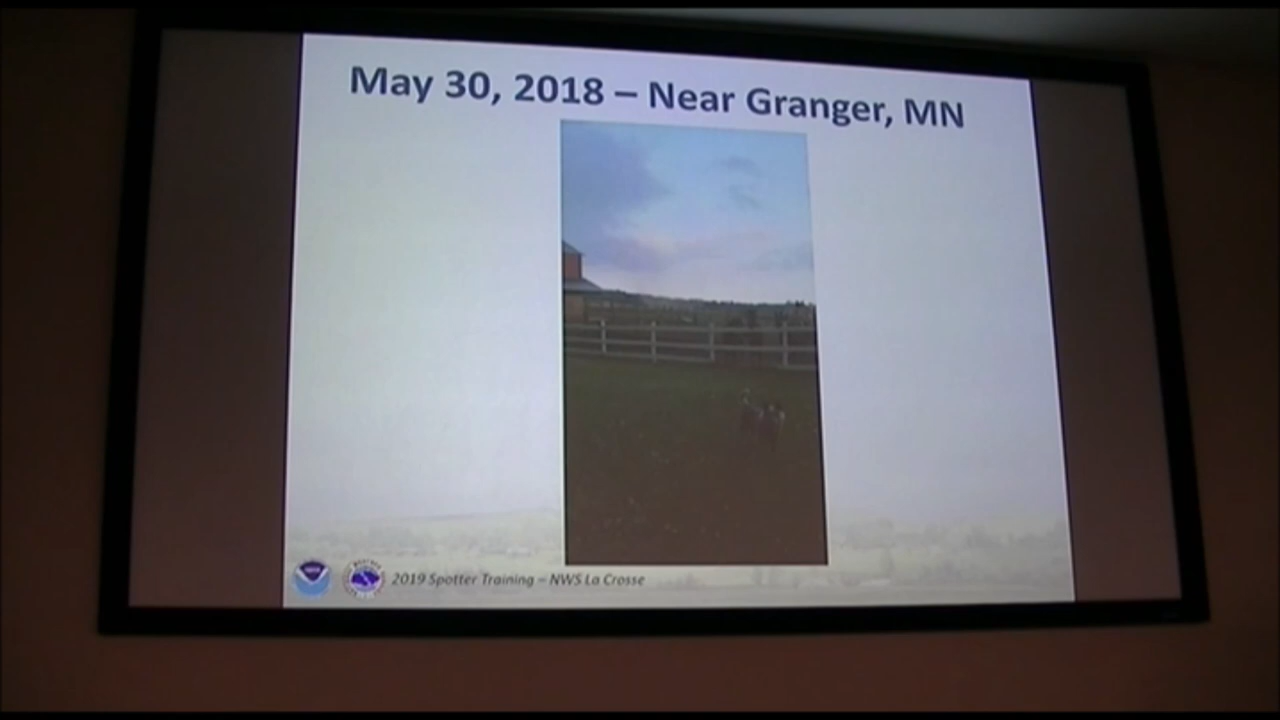 May 30, 2018 – Near Granger, MN
2019 Spotter Training – NWS La Crosse